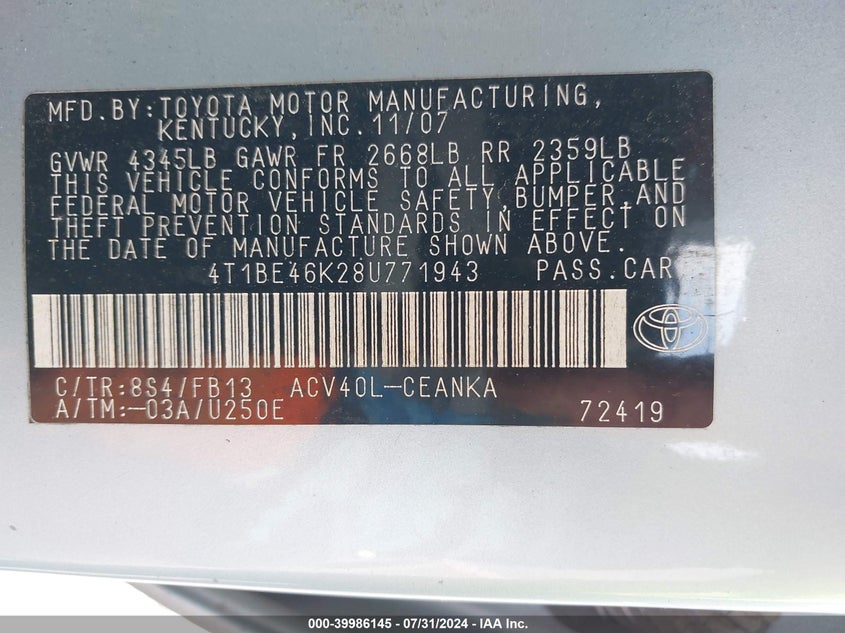 MFD.BY:TOYOTA MOTOR MANUFACTURING,
KENTUCKY,INC.11/07
GVWR 4345LB GAWR FR 2668LB RR 2359LB
THIS VEHICLE CONFORMS TO ALL APPLICABLE
FEDERAL MOTOR VEHICLE SAFETY,BUMPER,AND
THEFT PREVENTION STANDARDS IN EFFECT ON
THE DATE OF MANUFACTURE SHOWN ABOVE.
4T1BE46K28U771943 PASS.CAR
C/TR:8S4/FB13 ACV40L-CEANKA
A/TM:-03A/U250E 72419
000-39986145 - 07/31/2024 - IAA Inc.